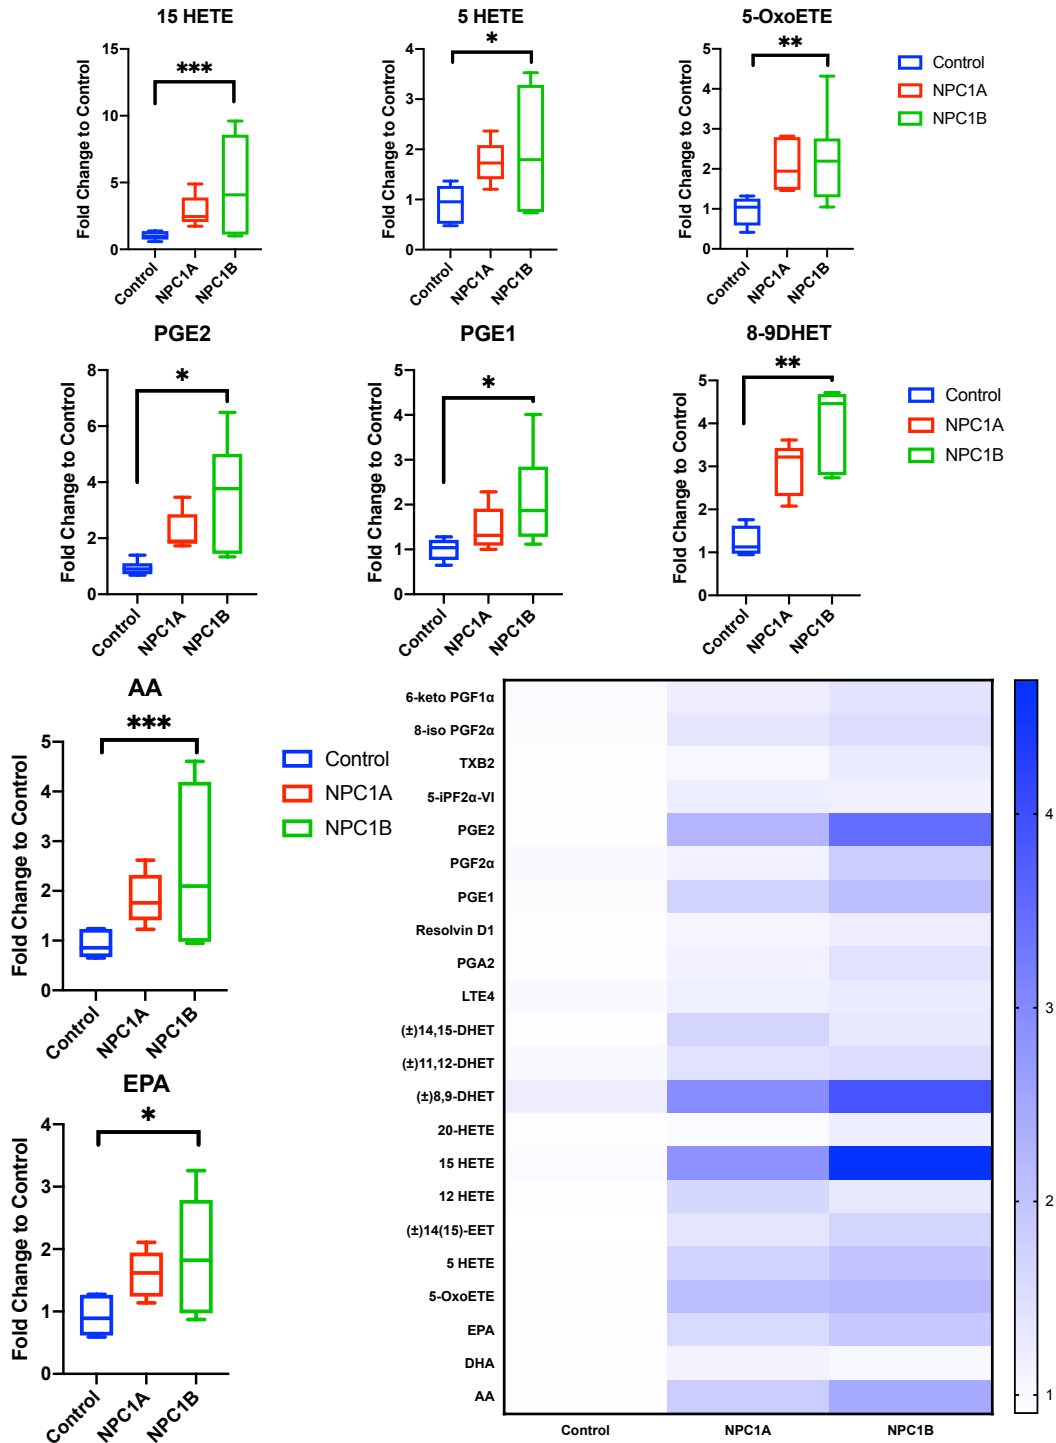 15 HETE
Fold Change to Control
15
10
5
0
***
Control
NPC1A
NPC1B
5 HETE
Fold Change to Control
4
3
2
1
0
*
Control
NPC1A
NPC1B
5-OxoETE
Fold Change to Control
5
4
3
2
1
0
**
Control
NPC1A
NPC1B
Control
NPC1A
NPC1B
PGE2
Fold Change to Control
8
6
4
2
0
*
Control
NPC1A
NPC1B
PGE1
Fold Change to Control
5
4
3
2
1
0
*
Control
NPC1A
NPC1B
8-9DHET
Fold Change to Control
5
4
3
2
1
0
**
Control
NPC1A
NPC1B
Control
NPC1A
NPC1B
AA
Fold Change to Control
5
4
3
2
1
0
***
Control
NPC1A
NPC1B
Control
NPC1A
NPC1B
EPA
Fold Change to Control
4
3
2
1
0
*
Control
NPC1A
NPC1B
6-keto PGF1α
8-iso PGF2α
TXB2
5-iPF2α-VI
PGE2
PGF2α
PGE1
Resolvin D1
PGA2
LTE4
(±)14,15-DHET
(±)11,12-DHET
(±)8,9-DHET
20-HETE
15 HETE
12 HETE
(±)14(15)-EET
5 HETE
5-OxoETE
EPA
DHA
AA
Control
NPC1A
NPC1B
4
3
2
1